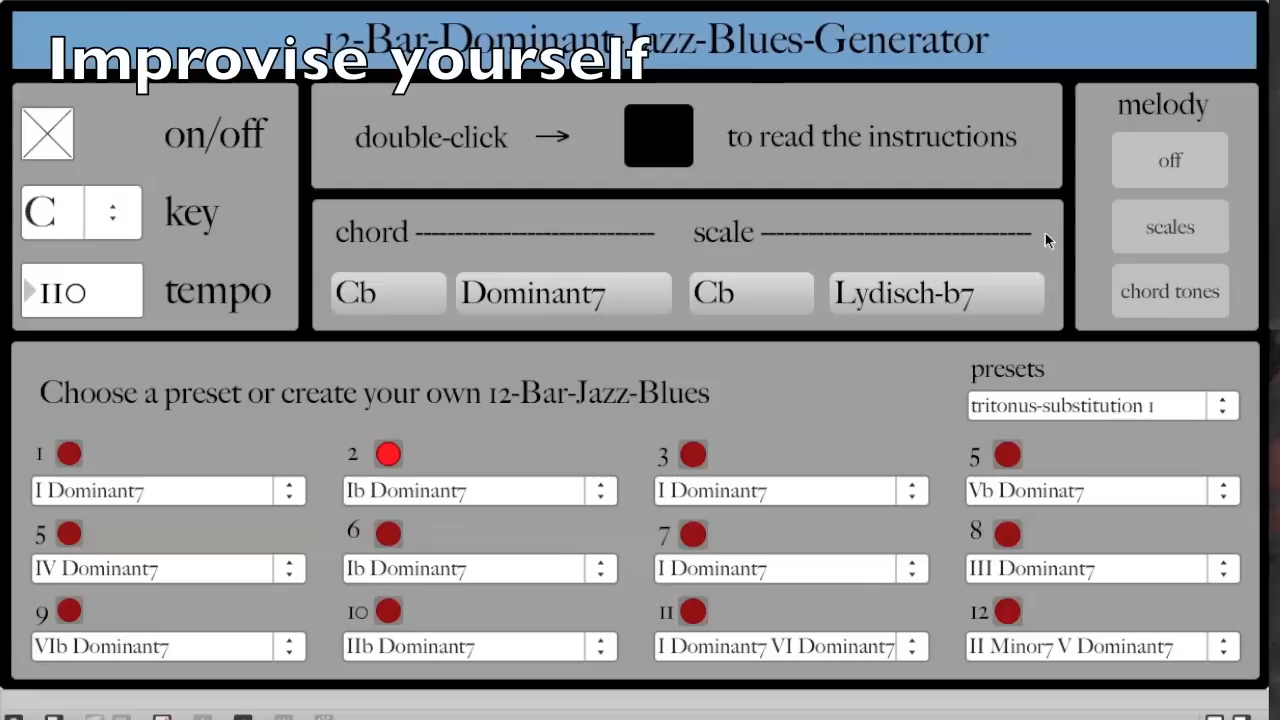 12-Bar-Dominant-Jazz-Blues-Generator
Improvise yourself
on/off
C key
110 tempo
double-click → to read the instructions
chord ------------------------------ scale ----------------------------------
Cb Dominant7 Cb Lydisch-b7
melody
off
scales
chord tones
Choose a preset or create your own 12-Bar-Jazz-Blues
presets
tritonus-substitution 1
1 2 3 5
I Dominant7 Ib Dominant7 I Dominant7 Vb Dominat7
5 6 7 8
IV Dominant7 Ib Dominant7 I Dominant7 III Dominant7
9 10 11 12
VIb Dominant7 IIb Dominant7 I Dominant7 VI Dominant7 II Minor7 V Dominant7